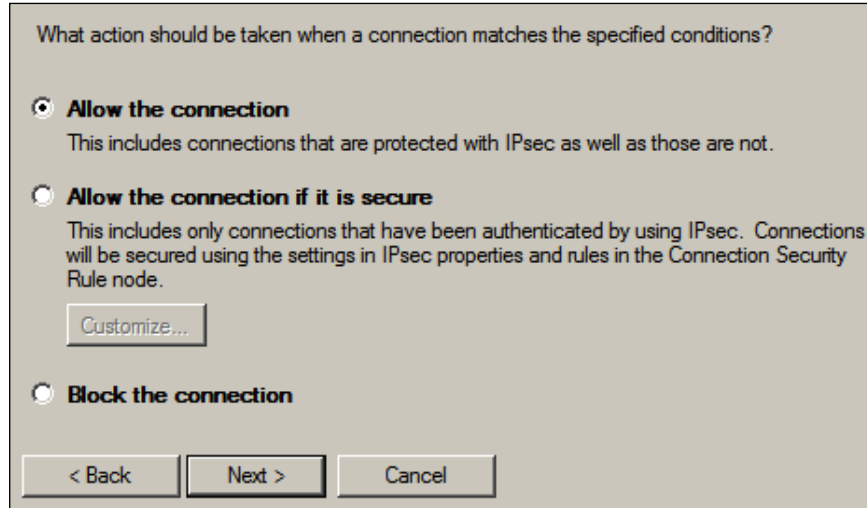 What action should be taken when a connection matches the specified conditions?
Allow the connection
This includes connections that are protected with IPsec as well as those are not.
Allow the connection if it is secure
This includes only connections that have been authenticated by using IPsec. Connections
will be secured using the settings in IPsec properties and rules in the Connection Security
Rule node.
Customize...
Block the connection
< Back Next > Cancel